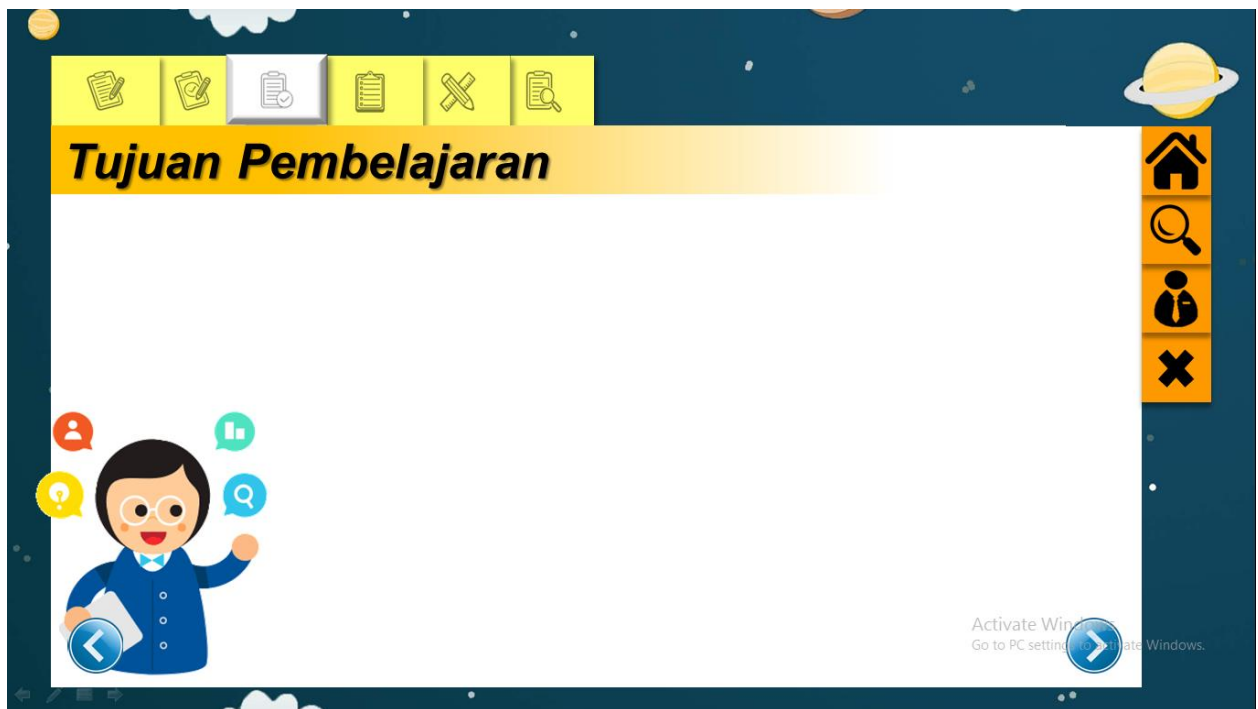 Tujuan Pembelajaran
Activate Windows
Go to PC settings to activate Windows.